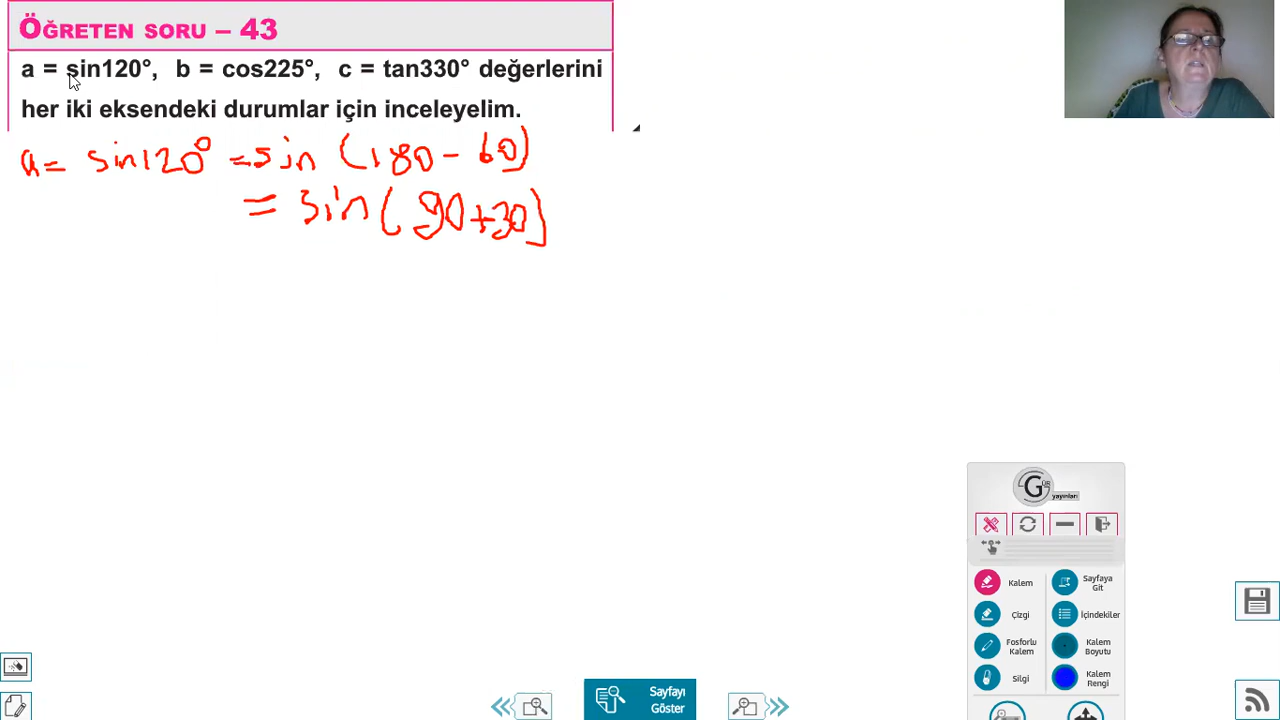 ÖĞRETEN SORU – 43
a = sin120°, b = cos225°, c = tan330° değerlerini
her iki eksendeki durumlar için inceleyelim.
a = sin120° = sin (180 – 60)
= sin (90+30)
GÜR
yayınları
Kalem
Sayfaya
Git
Çizgi
İçindekiler
Fosforlu
Kalem
Kalem
Boyutu
Silgi
Kalem
Rengi
Sayfayı
Göster